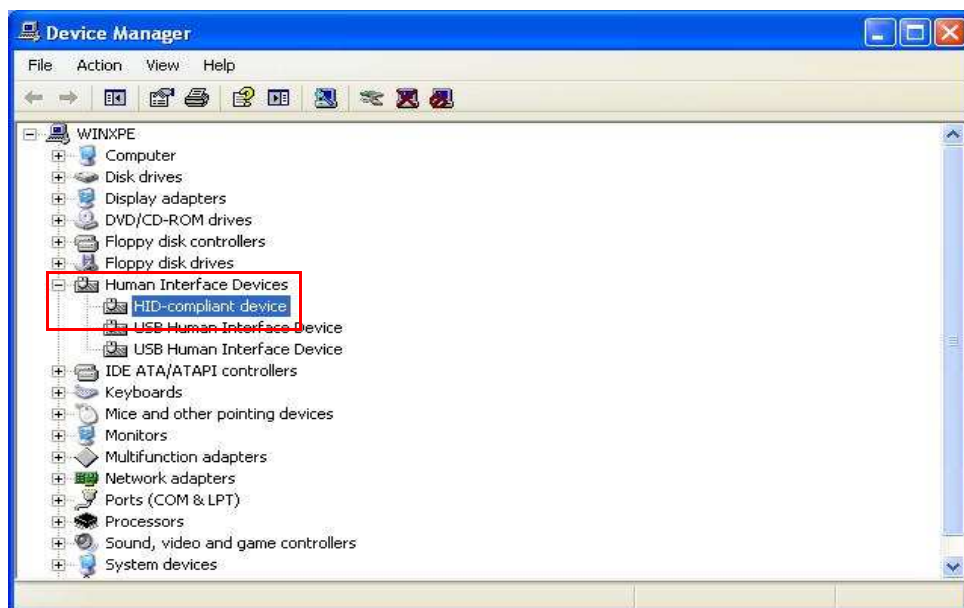 Device Manager
File Action View Help
WINXPE
Computer
Disk drives
Display adapters
DVD/CD-ROM drives
Floppy disk controllers
Floppy disk drives
Human Interface Devices
HID-compliant device
USB Human Interface Device
USB Human Interface Device
IDE ATA/ATAPI controllers
Keyboards
Mice and other pointing devices
Monitors
Multifunction adapters
Network adapters
Ports (COM & LPT)
Processors
Sound, video and game controllers
System devices